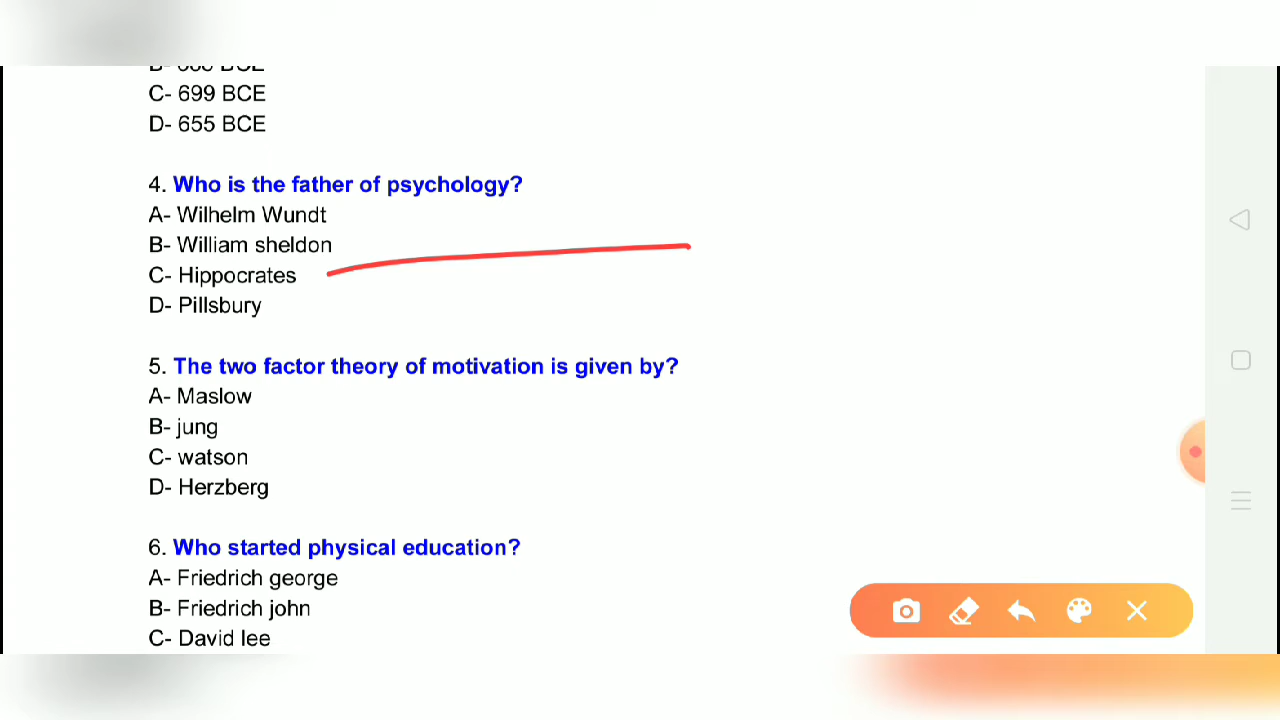 C- 699 BCE
D- 655 BCE
4. Who is the father of psychology?
A- Wilhelm Wundt
B- William sheldon
C- Hippocrates
D- Pillsbury
5. The two factor theory of motivation is given by?
A- Maslow
B- jung
C- watson
D- Herzberg
6. Who started physical education?
A- Friedrich george
B- Friedrich john
C- David lee